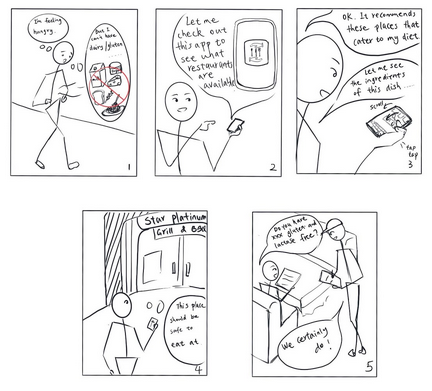 I'm feeling
hungry.
But I
can't have
dairy/gluten
1
Let me
check out
this app to
see what
restaurants
are
available
2
OK. It recommends
these places that
cater to my diet
Let me see
the ingredients
of this dish....
scroll
tap
tap
3
Star Platinum
Grill &
This place
should be
safe to
eat at
4
Do you have
gluten and
lactose free?
We certainly
do!
5